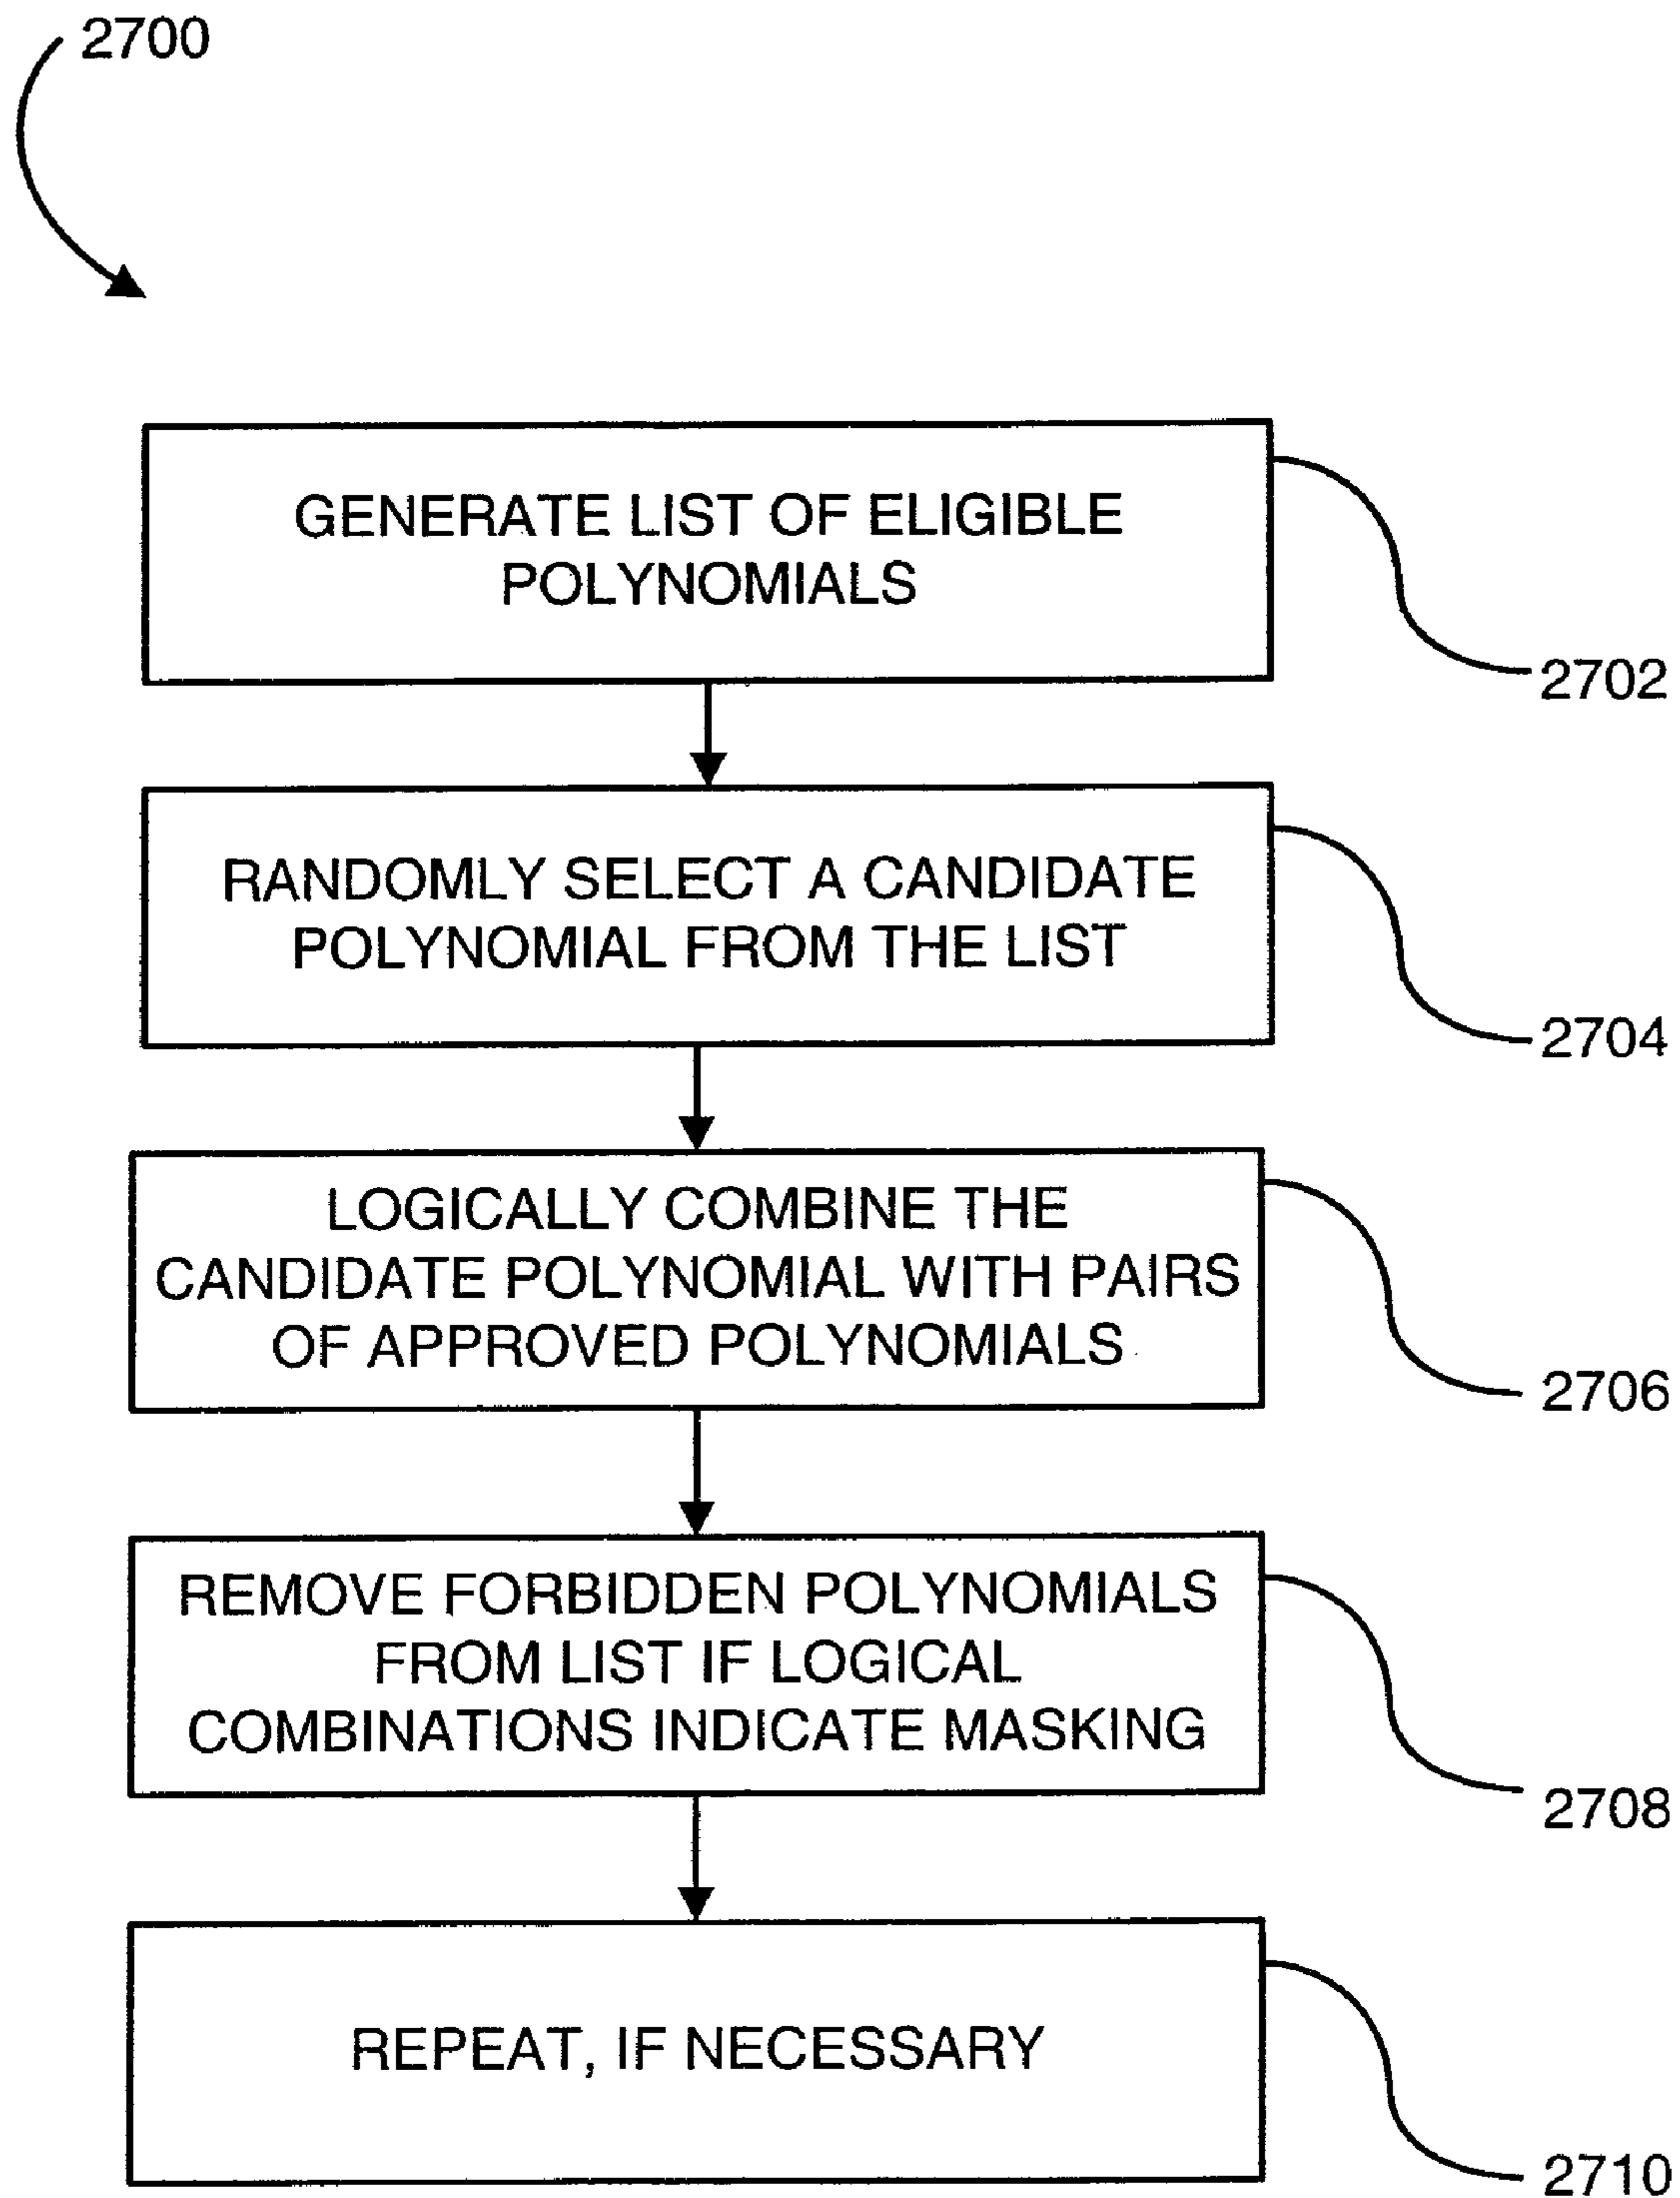 2700
GENERATE LIST OF ELIGIBLE
POLYNOMIALS
2702
RANDOMLY SELECT A CANDIDATE
POLYNOMIAL FROM THE LIST
2704
LOGICALLY COMBINE THE
CANDIDATE POLYNOMIAL WITH PAIRS
OF APPROVED POLYNOMIALS
2706
REMOVE FORBIDDEN POLYNOMIALS
FROM LIST IF LOGICAL
COMBINATIONS INDICATE MASKING
2708
REPEAT, IF NECESSARY
2710